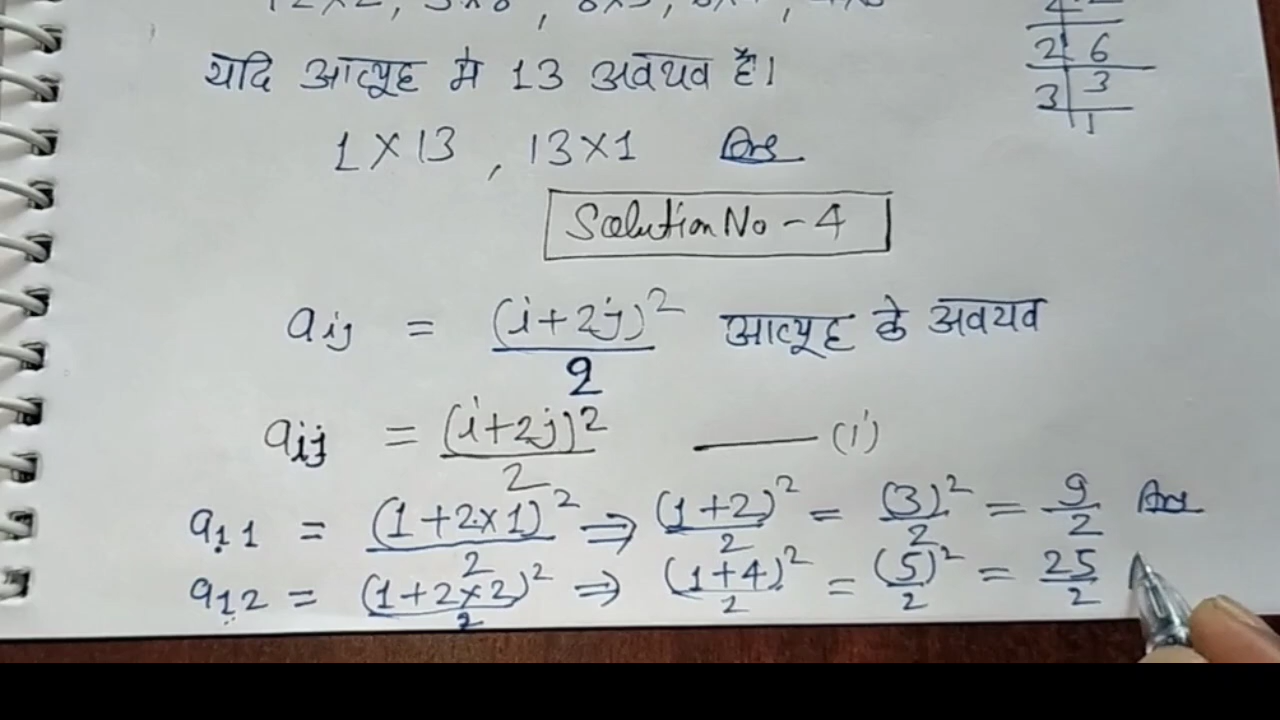 यदि आव्यूह मे 13 अवयव हैं।
1 × 13 , 13 × 1 Ans
Solution No - 4
aij = (i+2j)²/2 आव्यूह के अवयव
aij = (i+2j)²/2 —— (i)
a11 = (1+2×1)²/2 ⇒ (1+2)²/2 = (3)²/2 = 9/2 Ans
a12 = (1+2×2)²/2 ⇒ (1+4)²/2 = (5)²/2 = 25/2
2 6
3 3
1